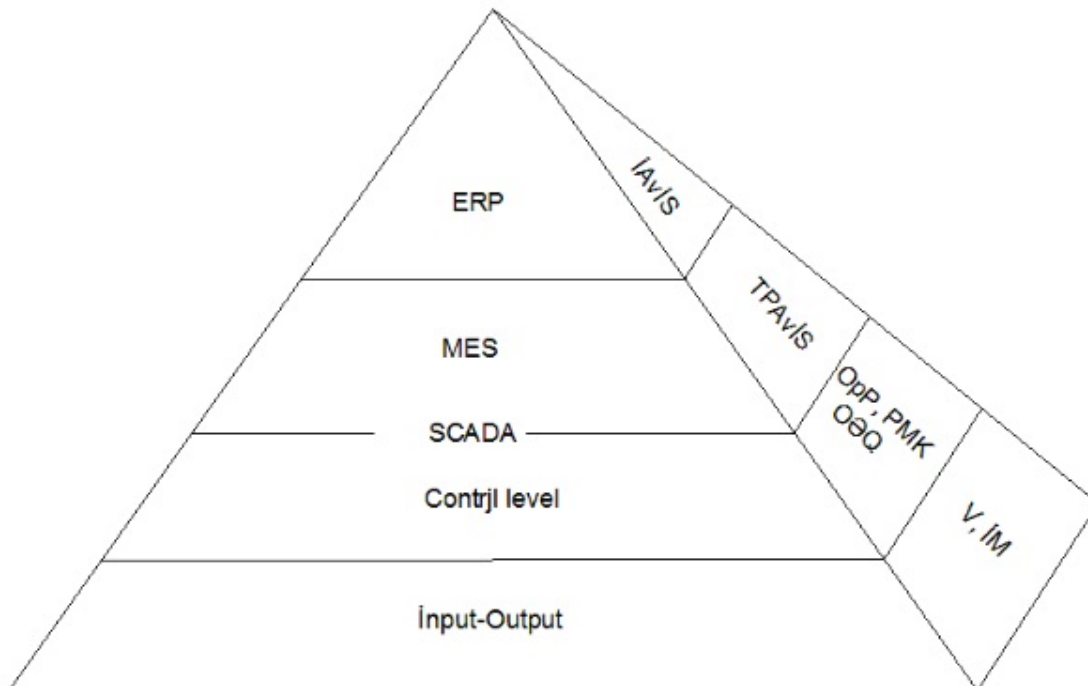 ERP
MES
SCADA
Contrjl level
İnput-Output
İAvİS
TPAvİS
OpP, PMK
OƏQ
V, İM